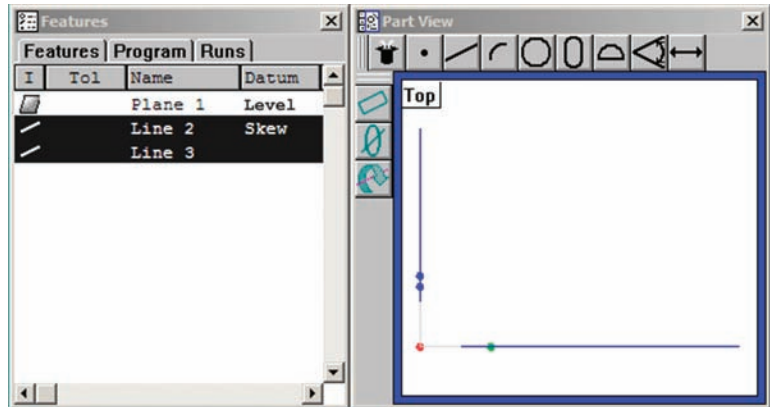 Features
Features Program Runs
I Tol Name Datum
Plane 1 Level
Line 2 Skew
Line 3
Part View
Top